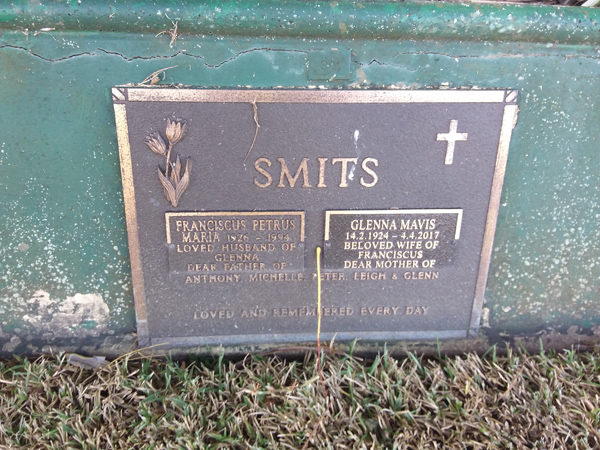 SMITS
FRANCISCUS PETRUS
MARIA 1926 - 1994
LOVED HUSBAND OF
GLENNA
DEAR FATHER OF
GLENNA MAVIS
14.2.1924 - 4.4.2017
BELOVED WIFE OF
FRANCISCUS
DEAR MOTHER OF
ANTHONY, MICHELLE, PETER, LEIGH & GLENN
LOVED AND REMEMBERED EVERY DAY